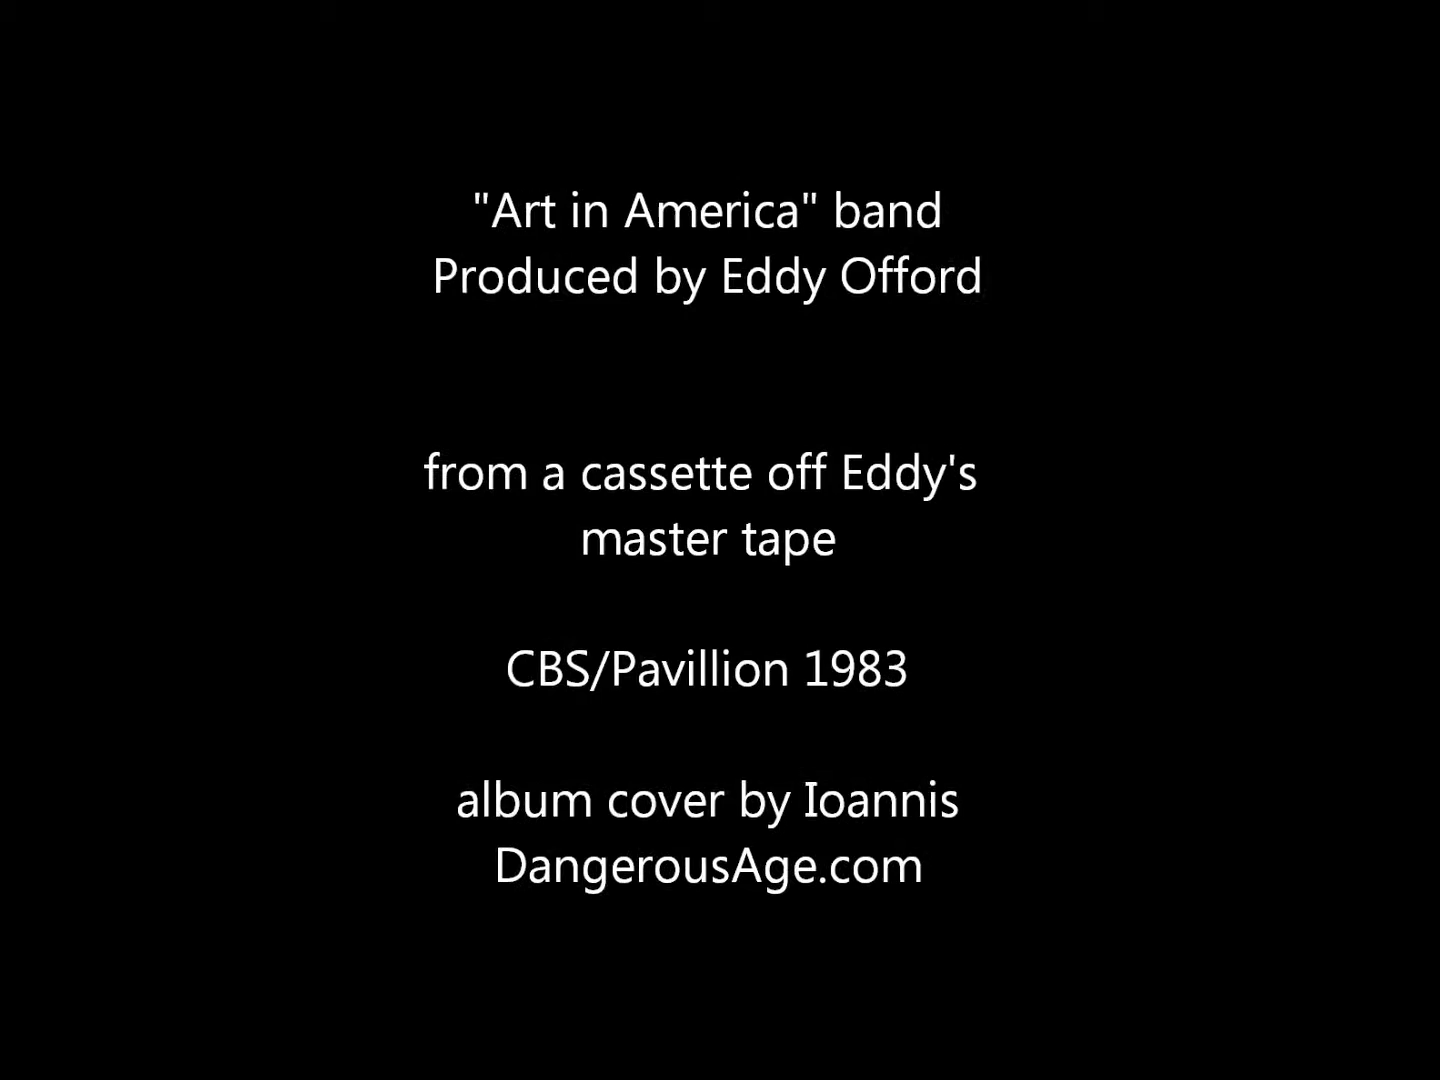 "Art in America" band
Produced by Eddy Offord
from a cassette off Eddy's
master tape
CBS/Pavillion 1983
album cover by Ioannis
DangerousAge.com